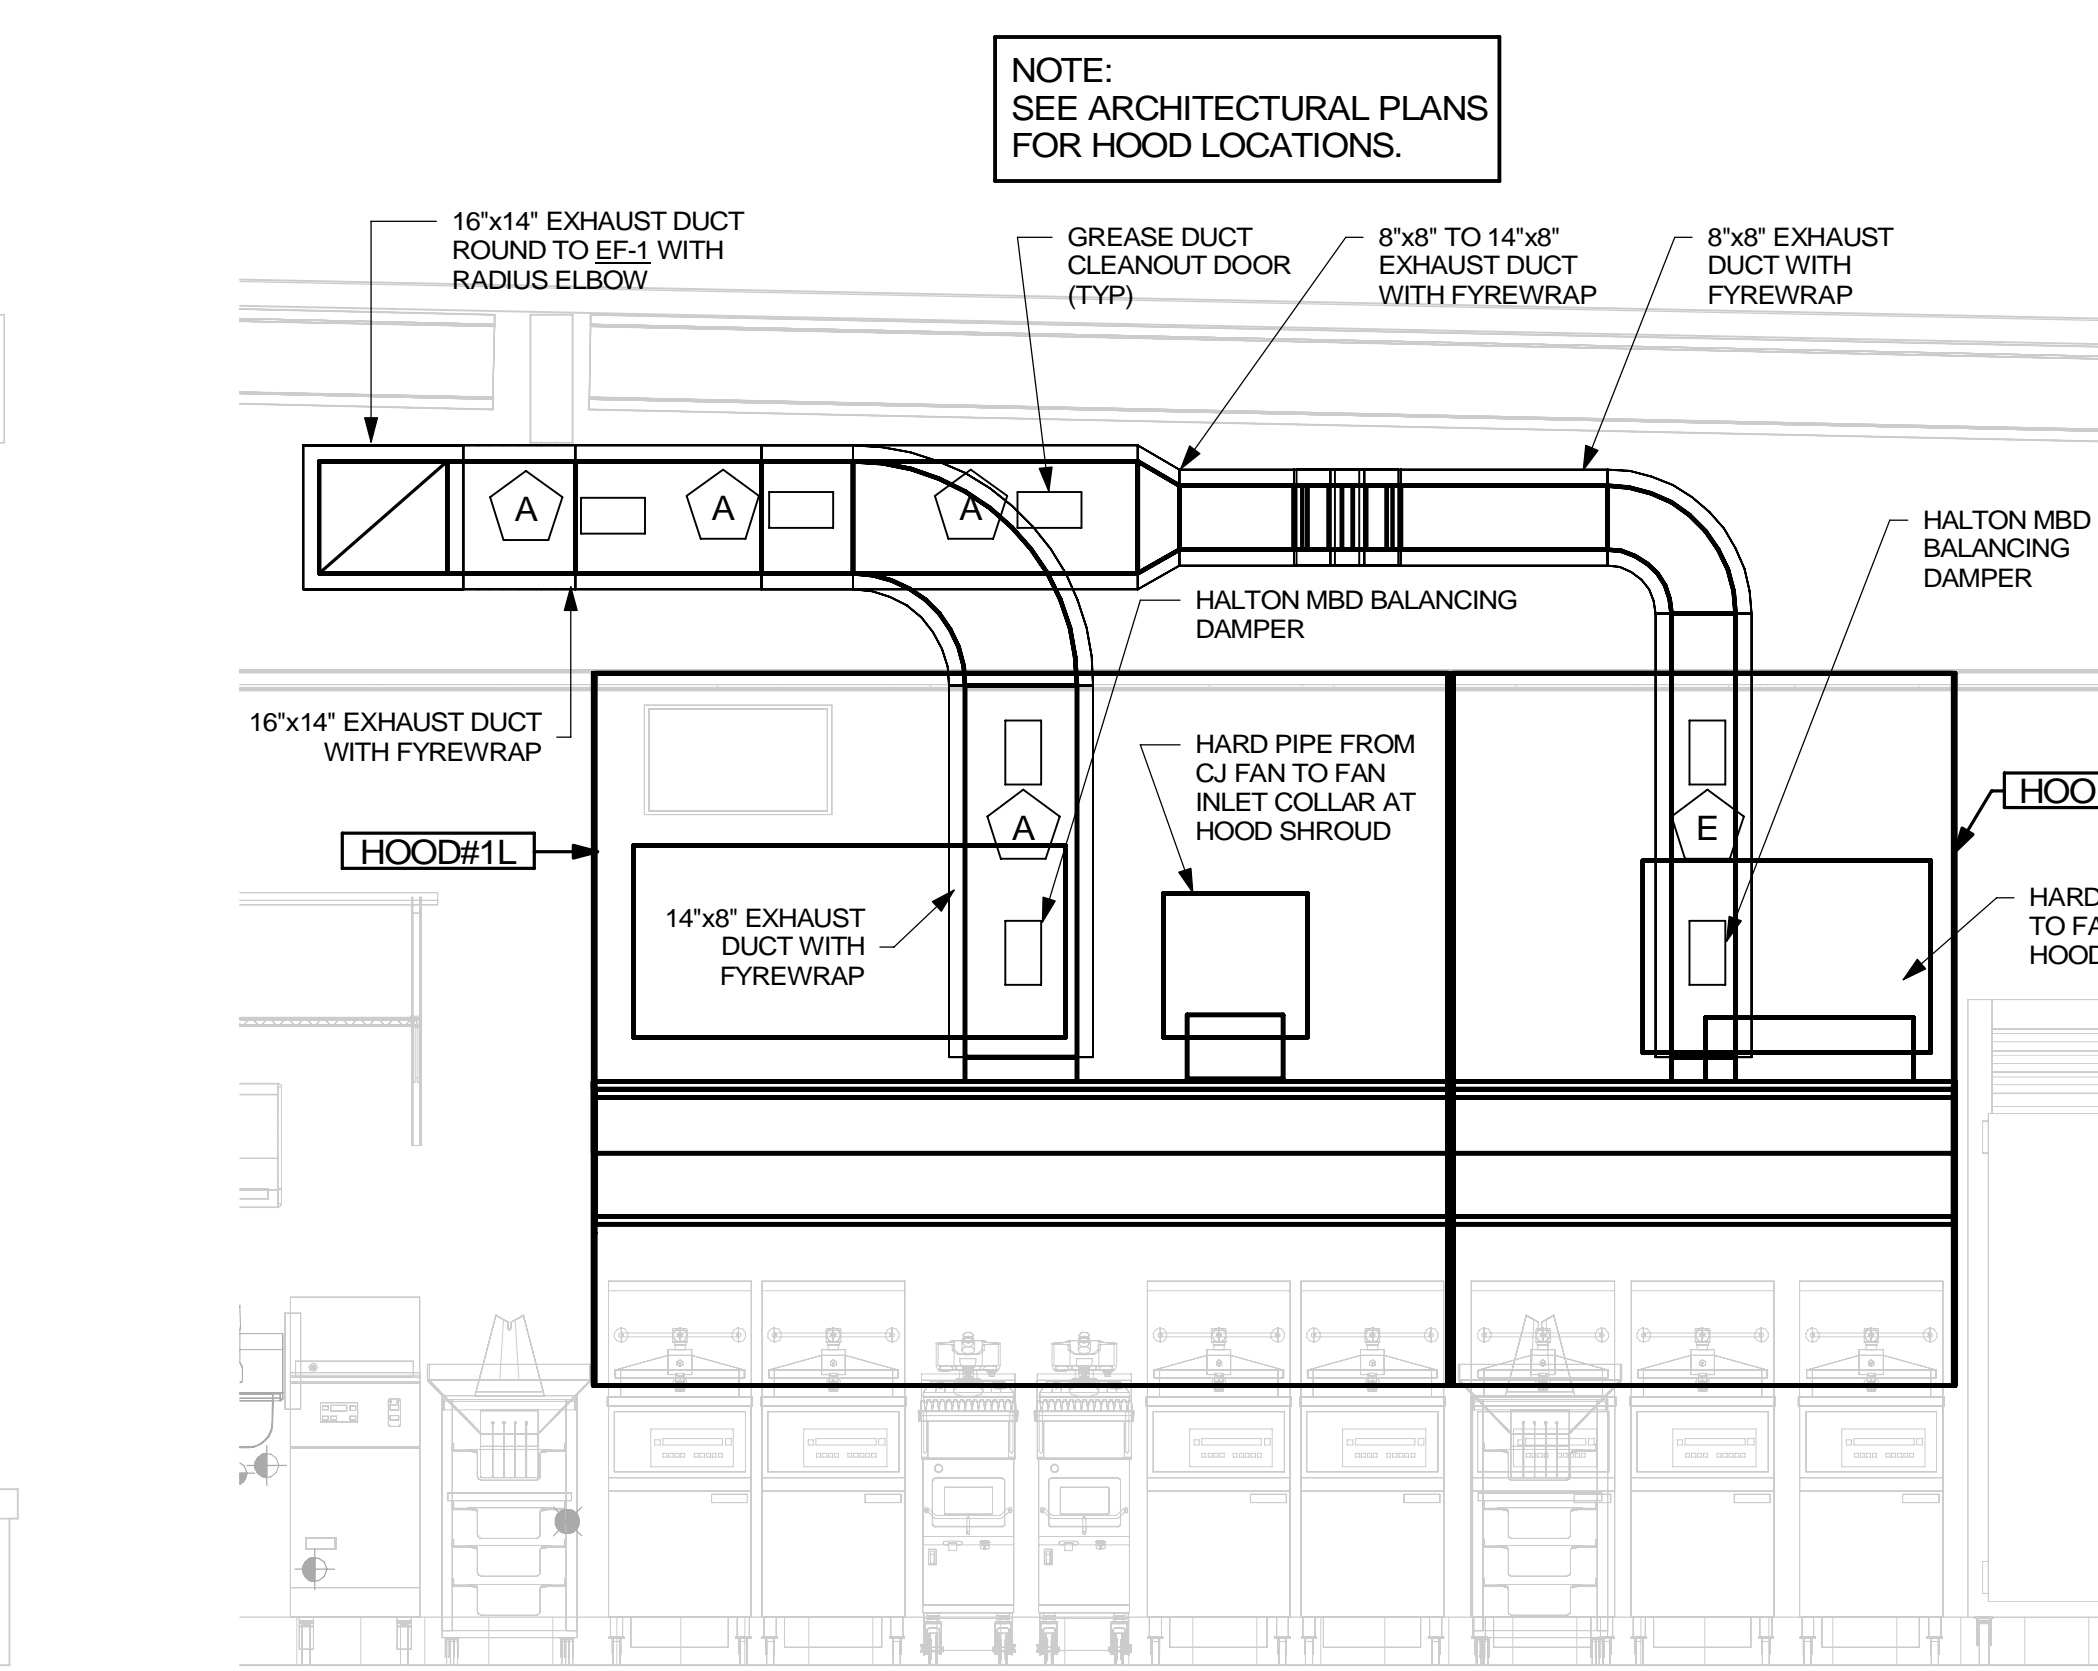 NOTE:
SEE ARCHITECTURAL PLANS
FOR HOOD LOCATIONS.
16"x14" EXHAUST DUCT
ROUND TO EF-1 WITH
RADIUS ELBOW
GREASE DUCT
CLEANOUT DOOR
(TYP)
8"x8" TO 14"x8"
EXHAUST DUCT
WITH FYREWRAP
8"x8" EXHAUST
DUCT WITH
FYREWRAP
A
A
A
HALTON MBD
BALANCING
DAMPER
HALTON MBD BALANCING
DAMPER
16"x14" EXHAUST DUCT
WITH FYREWRAP
HARD PIPE FROM
CJ FAN TO FAN
INLET COLLAR AT
HOOD SHROUD
A
E
HOO
HOOD#1L
14"x8" EXHAUST
DUCT WITH
FYREWRAP
HARD
TO FA
HOOD